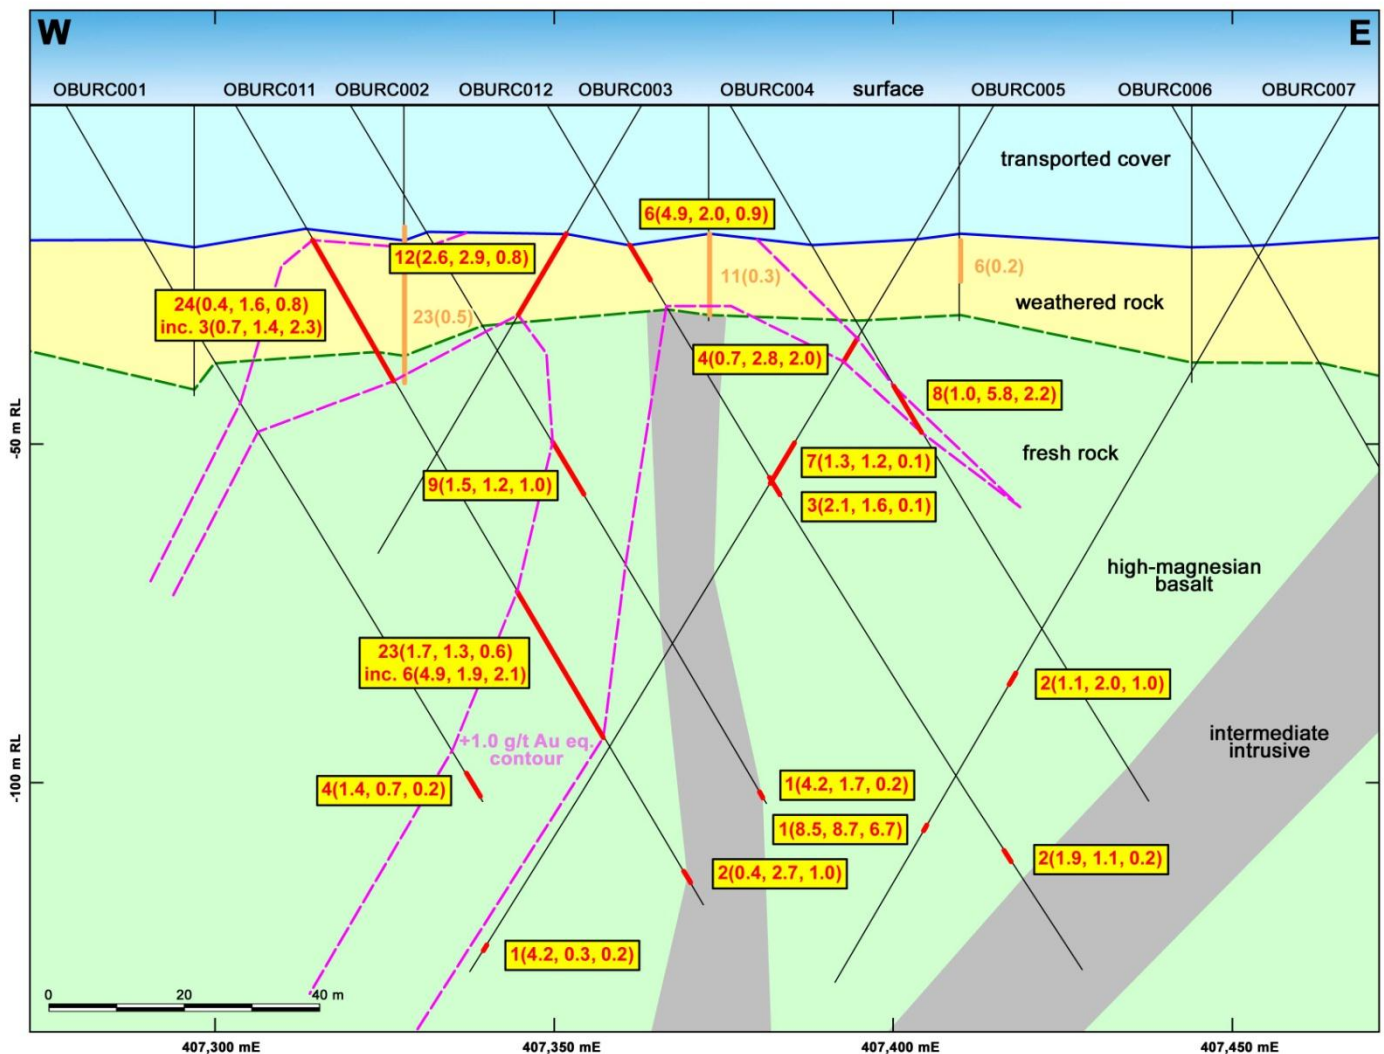 W
E
OBURC001
OBURC011
OBURC002
OBURC012
OBURC003
OBURC004
surface
OBURC005
OBURC006
OBURC007
transported cover
6(4.9, 2.0, 0.9)
12(2.6, 2.9, 0.8)
11(0.3)
6(0.2)
24(0.4, 1.6, 0.8)
inc. 3(0.7, 1.4, 2.3)
23(0.5)
weathered rock
4(0.7, 2.8, 2.0)
8(1.0, 5.8, 2.2)
-50 m RL
fresh rock
7(1.3, 1.2, 0.1)
9(1.5, 1.2, 1.0)
3(2.1, 1.6, 0.1)
high-magnesian
basalt
23(1.7, 1.3, 0.6)
inc. 6(4.9, 1.9, 2.1)
2(1.1, 2.0, 1.0)
+1.0 g/t Au eq.
contour
intermediate
intrusive
-100 m RL
4(1.4, 0.7, 0.2)
1(4.2, 1.7, 0.2)
1(8.5, 8.7, 6.7)
2(1.9, 1.1, 0.2)
2(0.4, 2.7, 1.0)
1(4.2, 0.3, 0.2)
0 20 40 m
407,300 mE
407,350 mE
407,400 mE
407,450 mE